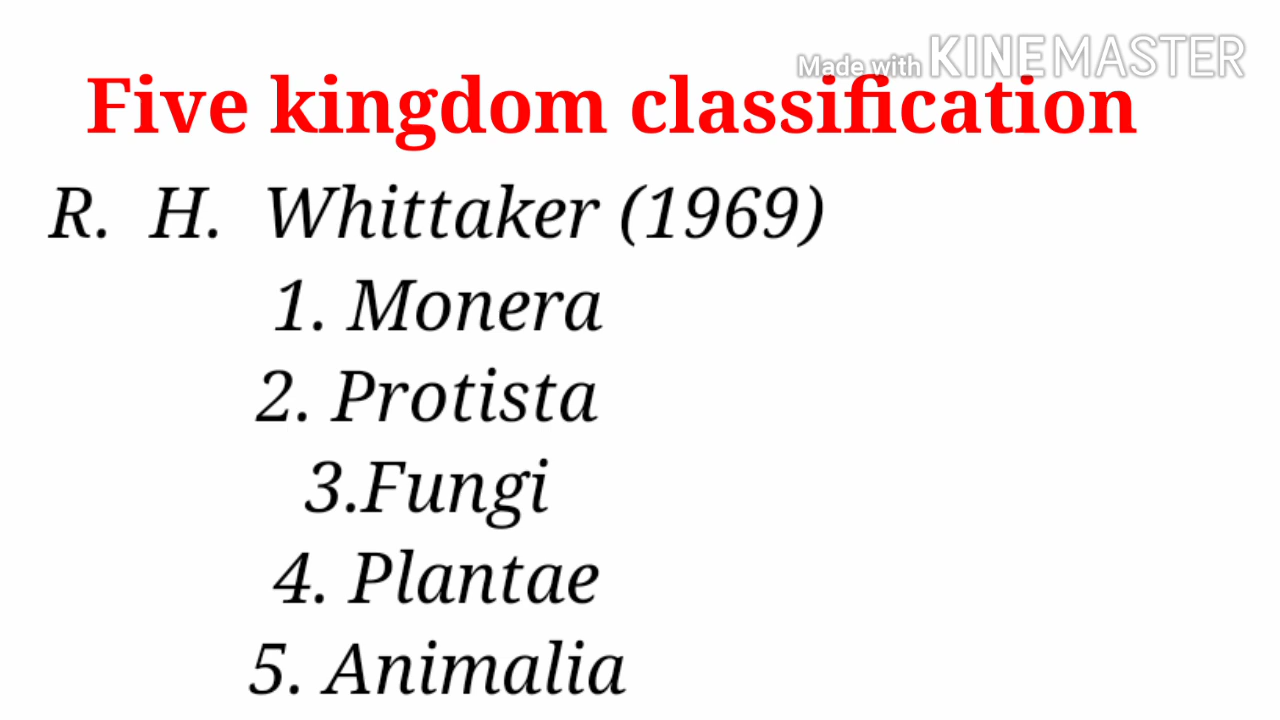 Made with KINEMASTER
Five kingdom classification
R. H. Whittaker (1969)
1. Monera
2. Protista
3.Fungi
4. Plantae
5. Animalia